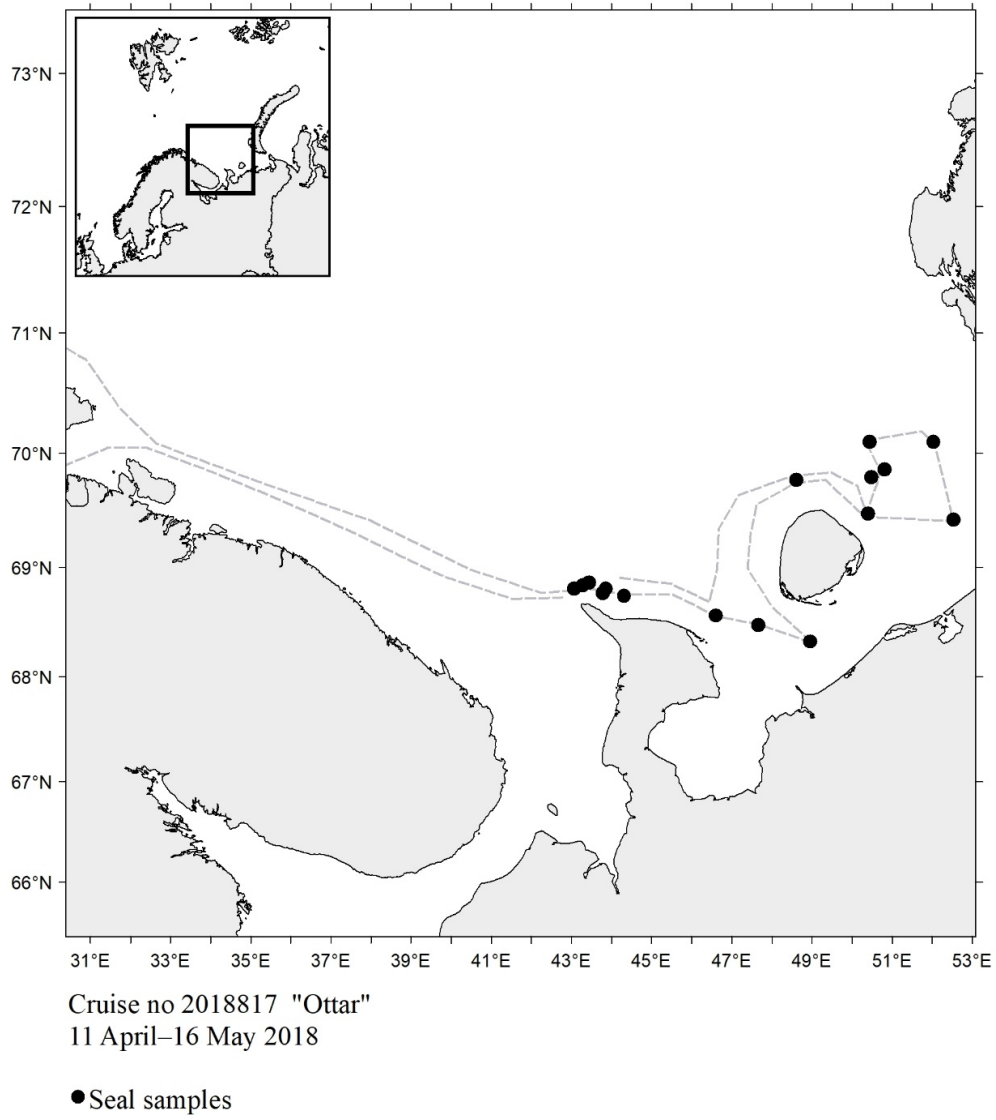 73°N
72°N
71°N
70°N
69°N
68°N
67°N
66°N
31°E 33°E 35°E 37°E 39°E 41°E 43°E 45°E 47°E 49°E 51°E 53°E
Cruise no 2018817 "Ottar"
11 April–16 May 2018
Seal samples